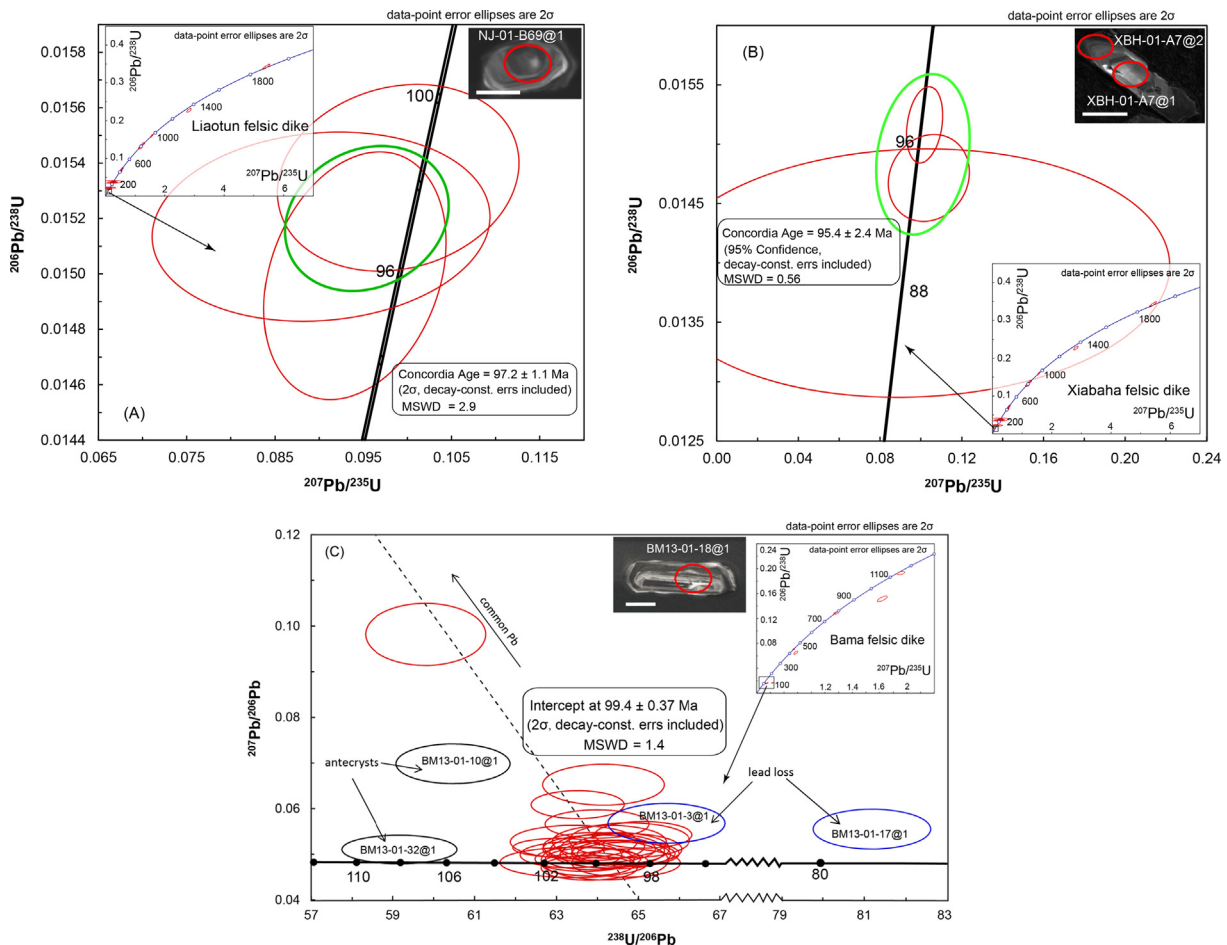 data-point error ellipses are 2σ
0.0158
0.0156
0.0154
0.0152
0.0150
0.0148
0.0146
0.0144
206Pb/238U
0.065
0.075
0.085
0.095
0.105
0.115
207Pb/235U
(A)
100
96
Concordia Age = 97.2 ± 1.1 Ma
(2σ, decay-const. errs included)
MSWD = 2.9
NJ-01-B69@1
data-point error ellipses are 2σ
206Pb/238U
0.4
0.3
0.2
0.1
0
1800
1400
1000
600
200
Liaotun felsic dike
207Pb/235U
2
4
6
data-point error ellipses are 2σ
(B)
0.0155
0.0145
0.0135
0.0125
206Pb/238U
0.00
0.04
0.08
0.12
0.16
0.20
0.24
207Pb/235U
96
88
Concordia Age = 95.4 ± 2.4 Ma
(95% Confidence,
decay-const. errs included)
MSWD = 0.56
XBH-01-A7@2
XBH-01-A7@1
data-point error ellipses are 2σ
206Pb/238U
0.4
0.3
0.2
0.1
0
1800
1400
1000
600
200
Xiabaha felsic dike
207Pb/235U
2
4
6
data-point error ellipses are 2σ
(C)
0.12
0.10
0.08
0.06
0.04
207Pb/206Pb
57
59
61
63
65
67
79
81
83
238U/206Pb
common Pb
antecrysts
BM13-01-10@1
BM13-01-32@1
110
106
102
98
80
Intercept at 99.4 ± 0.37 Ma
(2σ, decay-const. errs included)
MSWD = 1.4
lead loss
BM13-01-3@1
BM13-01-17@1
BM13-01-18@1
data-point error ellipses are 2σ
206Pb/238U
0.24
0.20
0.16
0.12
0.08
0.04
1100
900
700
500
300
100
Bama felsic dike
207Pb/235U
1.2
1.6
2